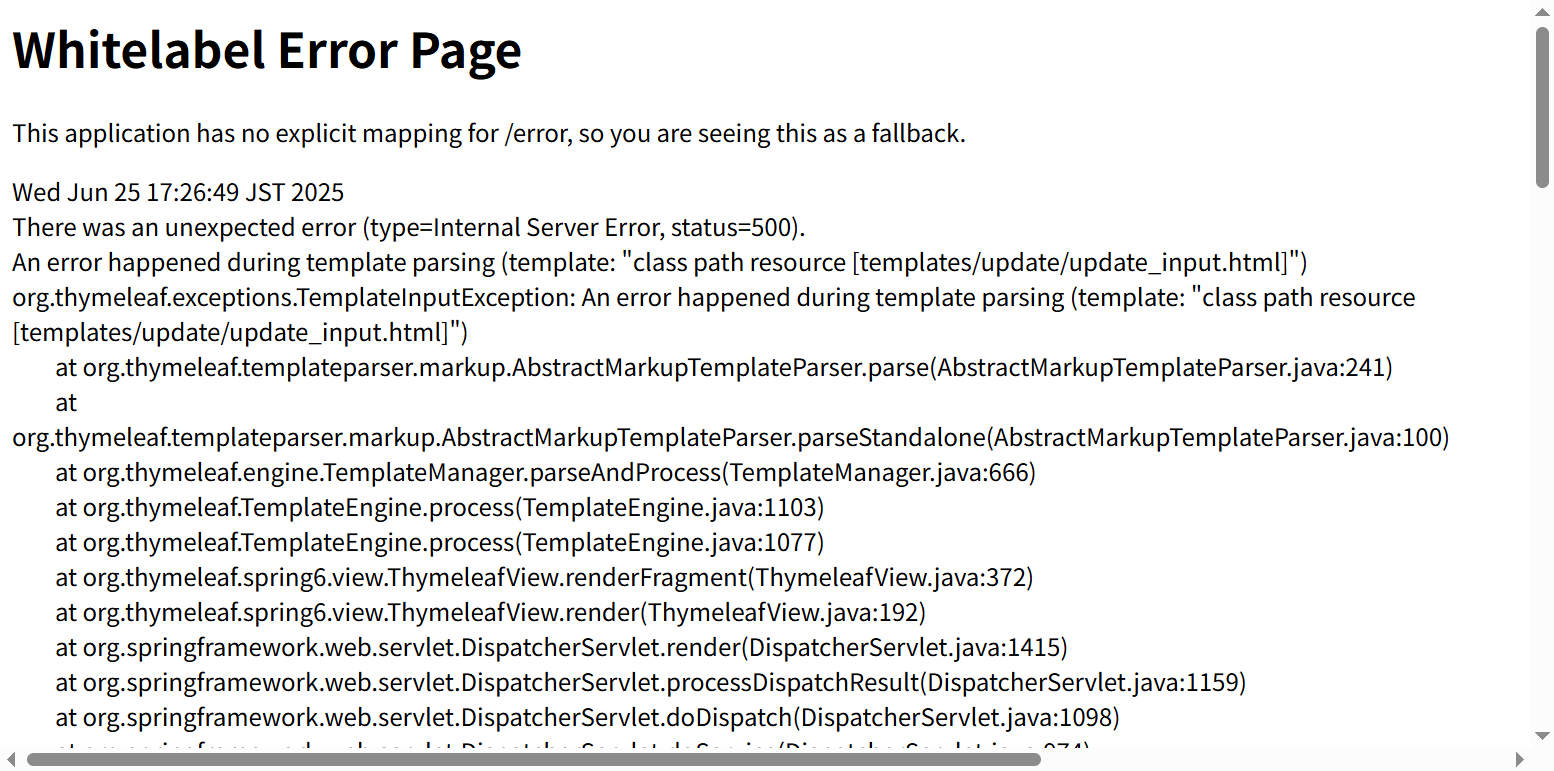 Whitelabel Error Page
This application has no explicit mapping for /error, so you are seeing this as a fallback.
Wed Jun 25 17:26:49 JST 2025
There was an unexpected error (type=Internal Server Error, status=500).
An error happened during template parsing (template: "class path resource [templates/update/update_input.html]")
org.thymeleaf.exceptions.TemplateInputException: An error happened during template parsing (template: "class path resource
[templates/update/update_input.html]")
at org.thymeleaf.templateparser.markup.AbstractMarkupTemplateParser.parse(AbstractMarkupTemplateParser.java:241)
at
org.thymeleaf.templateparser.markup.AbstractMarkupTemplateParser.parseStandalone(AbstractMarkupTemplateParser.java:100)
at org.thymeleaf.engine.TemplateManager.parseAndProcess(TemplateManager.java:666)
at org.thymeleaf.TemplateEngine.process(TemplateEngine.java:1103)
at org.thymeleaf.TemplateEngine.process(TemplateEngine.java:1077)
at org.thymeleaf.spring6.view.ThymeleafView.renderFragment(ThymeleafView.java:372)
at org.thymeleaf.spring6.view.ThymeleafView.render(ThymeleafView.java:192)
at org.springframework.web.servlet.DispatcherServlet.render(DispatcherServlet.java:1415)
at org.springframework.web.servlet.DispatcherServlet.processDispatchResult(DispatcherServlet.java:1159)
at org.springframework.web.servlet.DispatcherServlet.doDispatch(DispatcherServlet.java:1098)